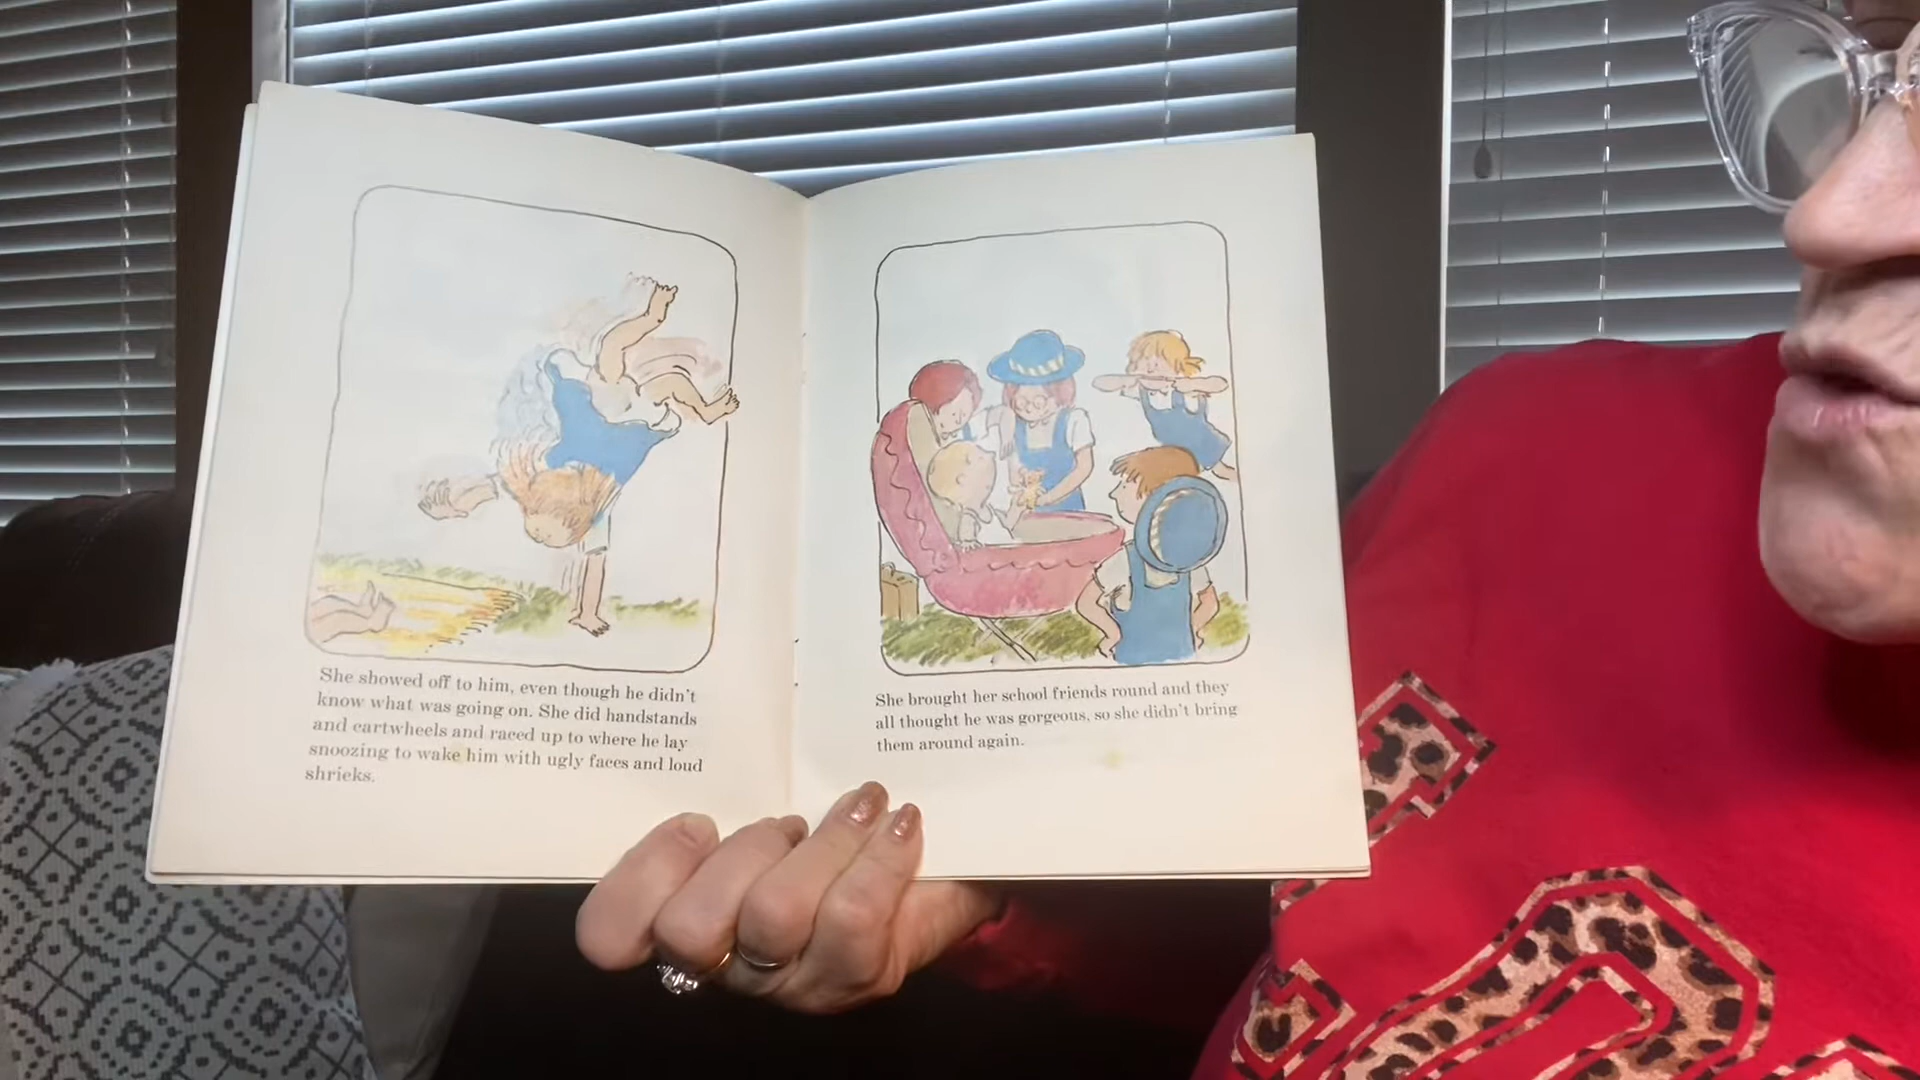 She showed off to him, even though he didn't
know what was going on. She did handstands
and cartwheels and raced up to where he lay
snoozing to wake him with ugly faces and loud
shrieks.
She brought her school friends round and they
all thought he was gorgeous, so she didn't bring
them around again.